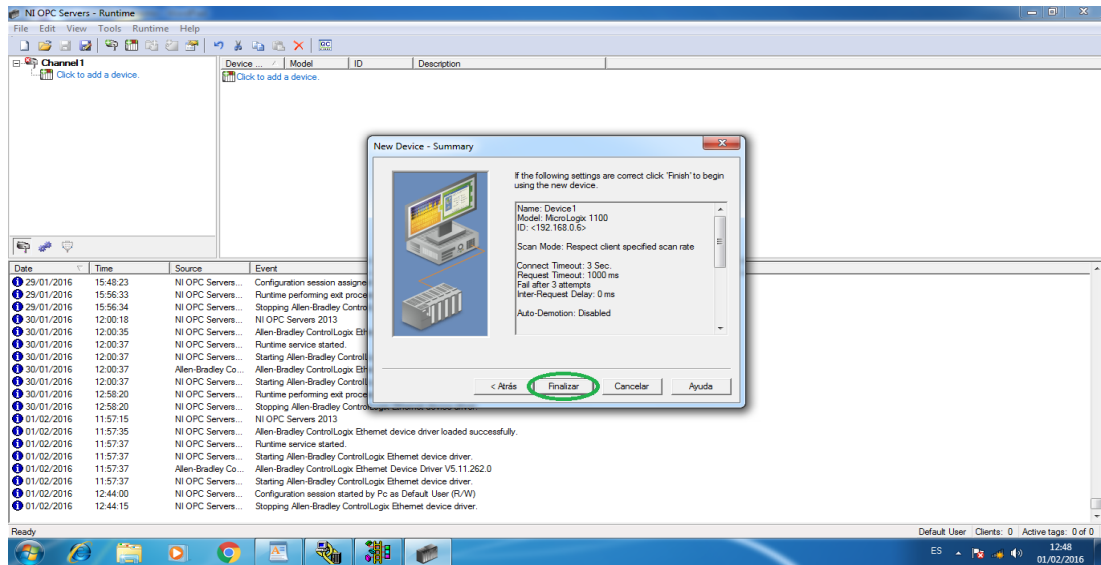 NI OPC Servers - Runtime
File Edit View Tools Runtime Help
Channel1
Click to add a device.
Device ... Model ID Description
Click to add a device.
New Device - Summary
If the following settings are correct click 'Finish' to begin
using the new device.
Name: Device1
Model: MicroLogix 1100
ID: <192.168.0.6>
Scan Mode: Respect client specified scan rate
Connect Timeout: 3 Sec.
Request Timeout: 1000 ms
Fail after 3 attempts
Inter-Request Delay: 0 ms
Auto-Demotion: Disabled
< Atrás Finalizar Cancelar Ayuda
Date Time Source Event
29/01/2016 15:48:23 NI OPC Servers... Configuration session assigne
29/01/2016 15:56:33 NI OPC Servers... Runtime performing exit proce
29/01/2016 15:56:34 NI OPC Servers... Stopping Allen-Bradley Contro
30/01/2016 12:00:18 NI OPC Servers... NI OPC Servers 2013
30/01/2016 12:00:35 NI OPC Servers... Allen-Bradley ControlLogix Eth
30/01/2016 12:00:37 NI OPC Servers... Runtime service started.
30/01/2016 12:00:37 NI OPC Servers... Starting Allen-Bradley Control
30/01/2016 12:00:37 Allen-Bradley Co... Allen-Bradley ControlLogix Eth
30/01/2016 12:00:37 NI OPC Servers... Starting Allen-Bradley Control
30/01/2016 12:58:20 NI OPC Servers... Runtime performing exit proce
30/01/2016 12:58:20 NI OPC Servers... Stopping Allen-Bradley ControlLogix Ethernet device driver.
01/02/2016 11:57:15 NI OPC Servers... NI OPC Servers 2013
01/02/2016 11:57:35 NI OPC Servers... Allen-Bradley ControlLogix Ethernet device driver loaded successfully.
01/02/2016 11:57:37 NI OPC Servers... Runtime service started.
01/02/2016 11:57:37 NI OPC Servers... Starting Allen-Bradley ControlLogix Ethernet device driver.
01/02/2016 11:57:37 Allen-Bradley Co... Allen-Bradley ControlLogix Ethernet Device Driver V5.11.262.0
01/02/2016 11:57:37 NI OPC Servers... Starting Allen-Bradley ControlLogix Ethernet device driver.
01/02/2016 12:44:00 NI OPC Servers... Configuration session started by Pc as Default User (R/W)
01/02/2016 12:44:15 NI OPC Servers... Stopping Allen-Bradley ControlLogix Ethernet device driver.
Ready Default User Clients: 0 Active tags: 0 of 0
ES 12:48
01/02/2016